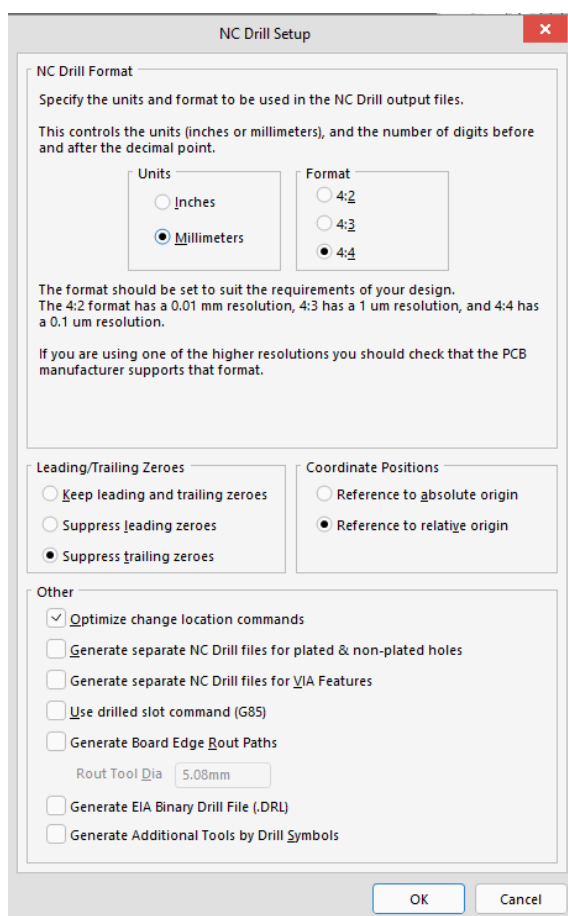 NC Drill Setup
NC Drill Format
Specify the units and format to be used in the NC Drill output files.
This controls the units (inches or millimeters), and the number of digits before
and after the decimal point.
Units
Inches
Millimeters
Format
4:2
4:3
4:4
The format should be set to suit the requirements of your design.
The 4:2 format has a 0.01 mm resolution, 4:3 has a 1 um resolution, and 4:4 has
a 0.1 um resolution.
If you are using one of the higher resolutions you should check that the PCB
manufacturer supports that format.
Leading/Trailing Zeroes
Keep leading and trailing zeroes
Suppress leading zeroes
Suppress trailing zeroes
Coordinate Positions
Reference to absolute origin
Reference to relative origin
Other
Optimize change location commands
Generate separate NC Drill files for plated & non-plated holes
Generate separate NC Drill files for VIA Features
Use drilled slot command (G85)
Generate Board Edge Rout Paths
Rout Tool Dia 5.08mm
Generate EIA Binary Drill File (.DRL)
Generate Additional Tools by Drill Symbols
OK Cancel